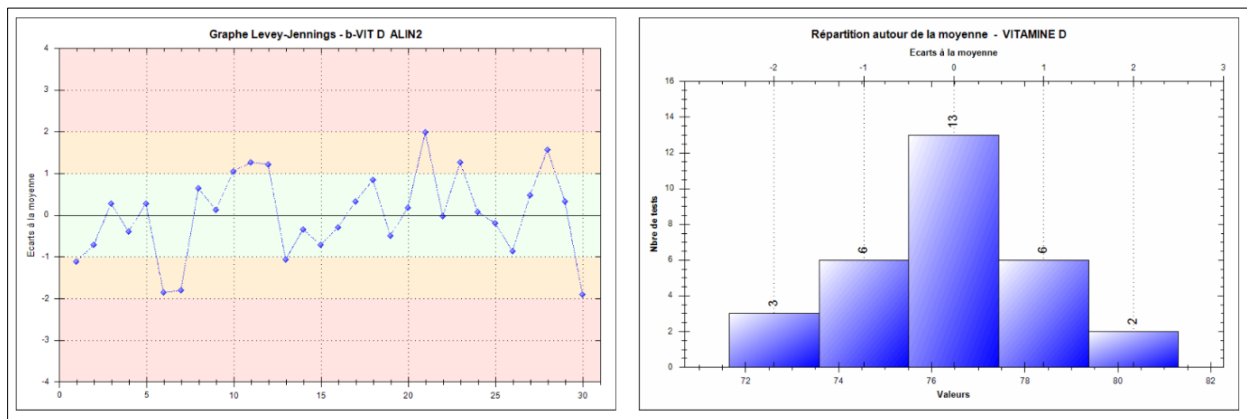 Graphe Levey-Jennings - b-VIT D ALIN2
Ecarts à la moyenne
4
3
2
1
0
-1
-2
-3
-4
0 5 10 15 20 25 30
Répartition autour de la moyenne - VITAMINE D
Ecarts à la moyenne
-2 -1 0 1 2 3
Nbre de tests
16
14
12
10
8
6
4
2
0
3 6 13 6 2
72 74 76 78 80 82
Valeurs